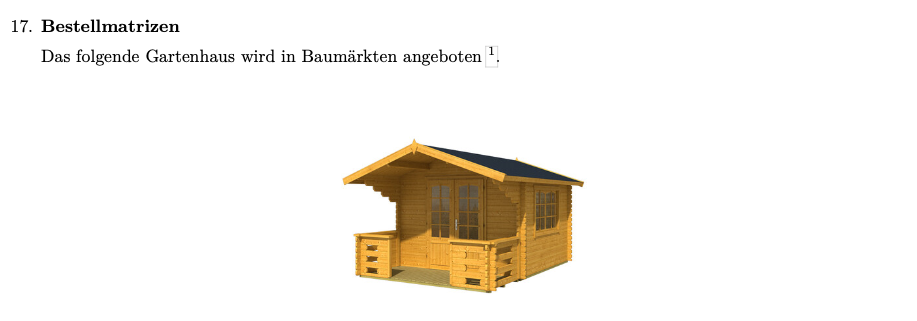 17. Bestellmatrizen
Das folgende Gartenhaus wird in Baumärkten angeboten 1.